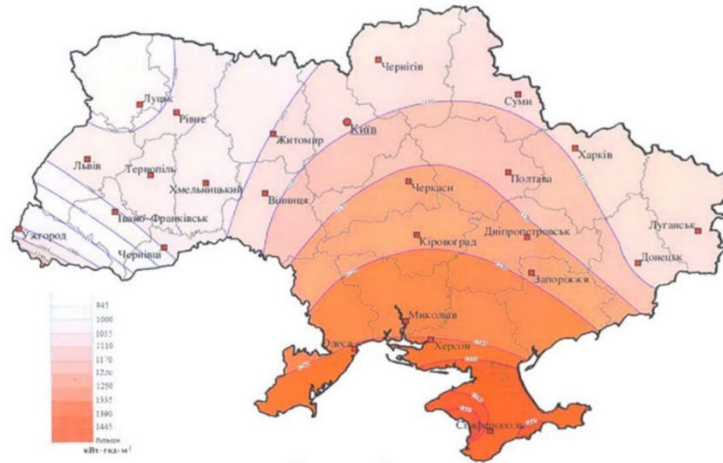 Чернігів
Суми
Луцьк
Рівне
Київ
Житомир
Харків
Львів
Тернопіль
Хмельницький
Вінниця
Полтава
Черкаси
Івано-Франківськ
Ужгород
Чернівці
Кіровоград
Дніпропетровськ
Луганськ
Донецьк
Запоріжжя
Миколаїв
Одеса
Херсон
Сімферополь
945
1000
1055
1110
1170
1220
1250
1335
1390
1445
більше
кВт·год/м²